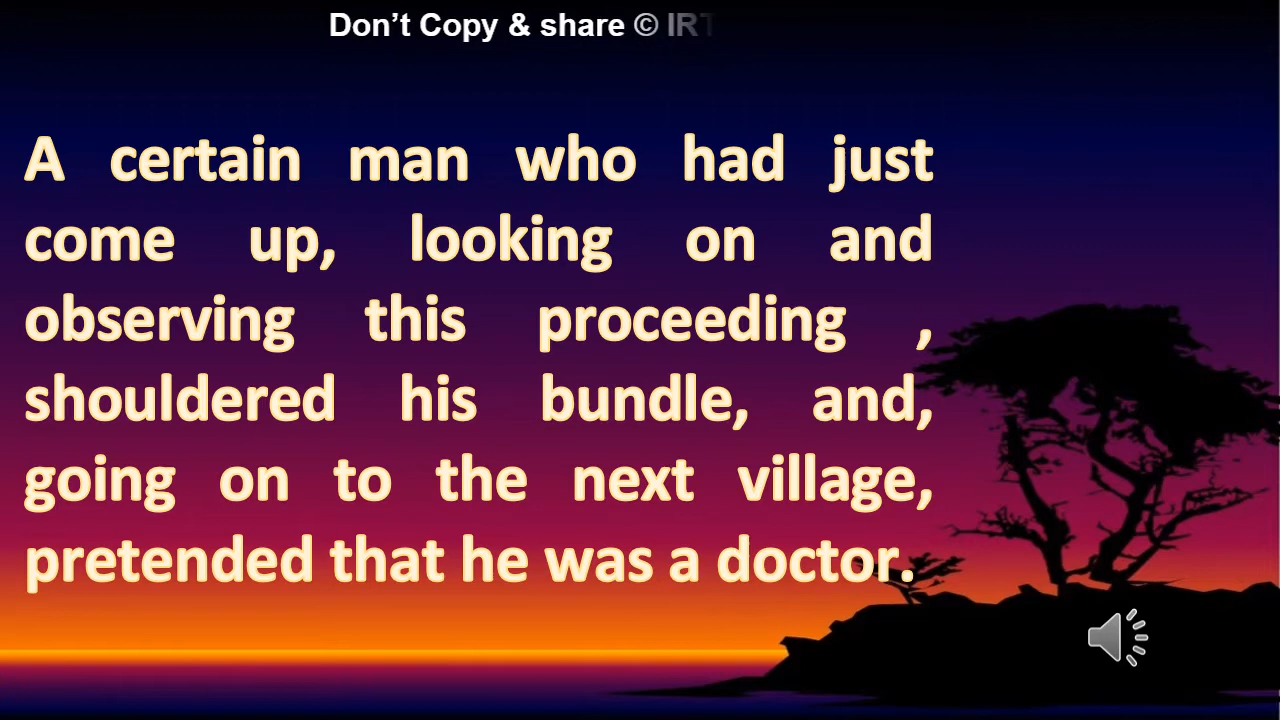 Don’t Copy & share © IRT
A certain man who had just
come up, looking on and
observing this proceeding ,
shouldered his bundle, and,
going on to the next village,
pretended that he was a doctor.